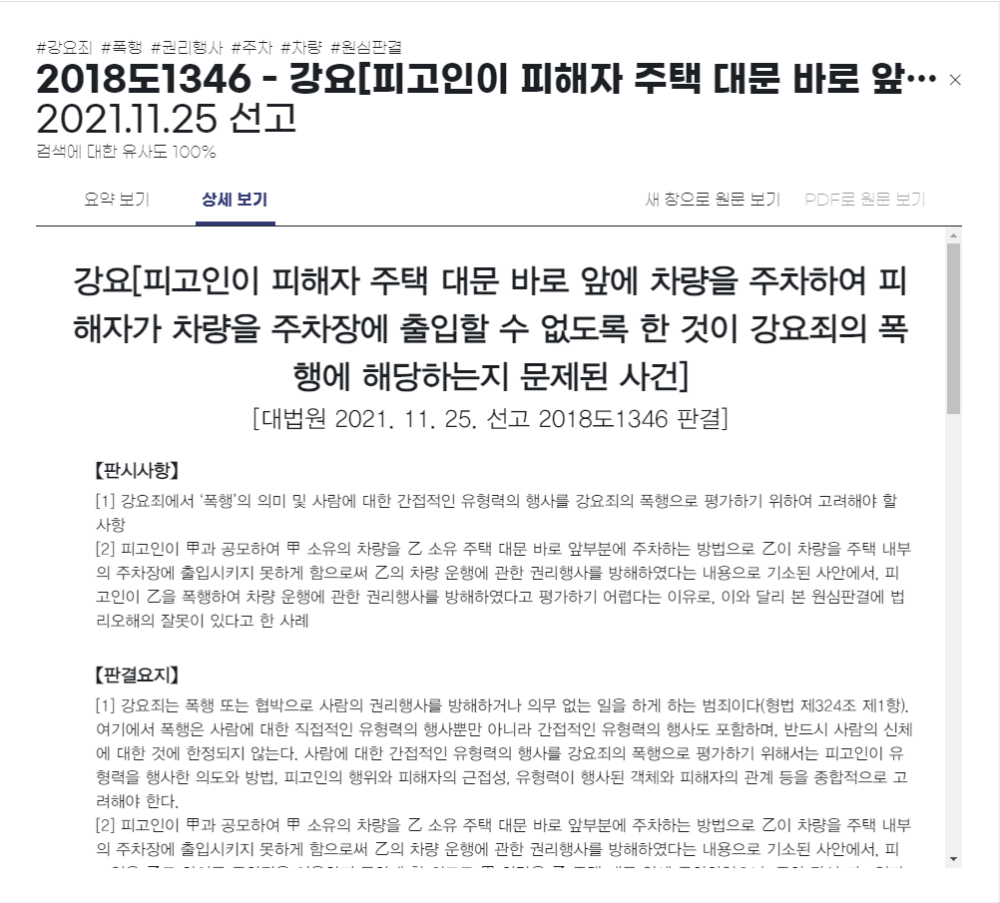 #강요죄 #폭행 #권리행사 #주차 #차량 #원심판결
2018도1346 - 강요[피고인이 피해자 주택 대문 바로 앞…
×
2021.11.25 선고
검색에 대한 유사도 100%
요약 보기 상세 보기 새 창으로 원문 보기 PDF로 원문 보기
강요[피고인이 피해자 주택 대문 바로 앞에 차량을 주차하여 피
해자가 차량을 주차장에 출입할 수 없도록 한 것이 강요죄의 폭
행에 해당하는지 문제된 사건]
[대법원 2021. 11. 25. 선고 2018도1346 판결]
【판시사항】
[1] 강요죄에서 ‘폭행’의 의미 및 사람에 대한 간접적인 유형력의 행사를 강요죄의 폭행으로 평가하기 위하여 고려해야 할
사항
[2] 피고인이 甲과 공모하여 甲 소유의 차량을 乙 소유 주택 대문 바로 앞부분에 주차하는 방법으로 乙이 차량을 주택 내부
의 주차장에 출입시키지 못하게 함으로써 乙의 차량 운행에 관한 권리행사를 방해하였다는 내용으로 기소된 사안에서, 피
고인이 乙을 폭행하여 차량 운행에 관한 권리행사를 방해하였다고 평가하기 어렵다는 이유로, 이와 달리 본 원심판결에 법
리오해의 잘못이 있다고 한 사례
【판결요지】
[1] 강요죄는 폭행 또는 협박으로 사람의 권리행사를 방해하거나 의무 없는 일을 하게 하는 범죄이다(형법 제324조 제1항).
여기에서 폭행은 사람에 대한 직접적인 유형력의 행사뿐만 아니라 간접적인 유형력의 행사도 포함하며, 반드시 사람의 신체
에 대한 것에 한정되지 않는다. 사람에 대한 간접적인 유형력의 행사를 강요죄의 폭행으로 평가하기 위해서는 피고인이 유
형력을 행사한 의도와 방법, 피고인의 행위와 피해자의 근접성, 유형력이 행사된 객체와 피해자의 관계 등을 종합적으로 고
려해야 한다.
[2] 피고인이 甲과 공모하여 甲 소유의 차량을 乙 소유 주택 대문 바로 앞부분에 주차하는 방법으로 乙이 차량을 주택 내부
의 주차장에 출입시키지 못하게 함으로써 乙의 차량 운행에 관한 권리행사를 방해하였다는 내용으로 기소된 사안에서, 피